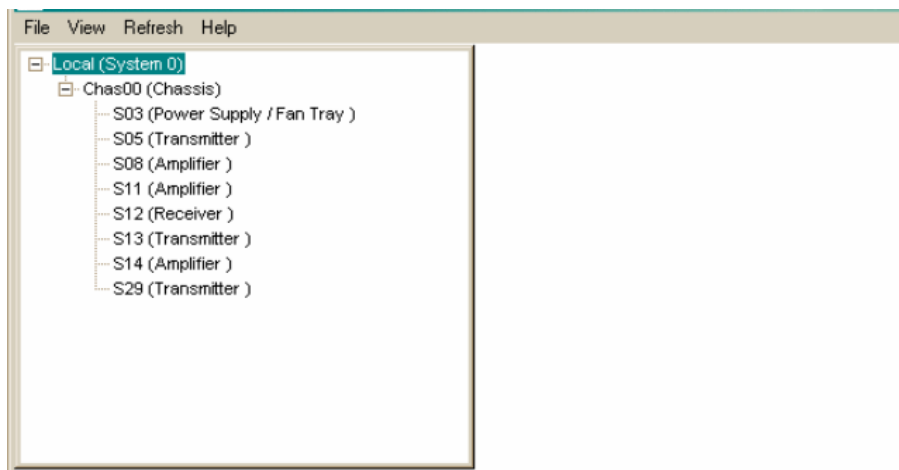 File View Refresh Help
Local (System 0)
Chas00 (Chassis)
S03 (Power Supply / Fan Tray )
S05 (Transmitter )
S08 (Amplifier )
S11 (Amplifier )
S12 (Receiver )
S13 (Transmitter )
S14 (Amplifier )
S29 (Transmitter )